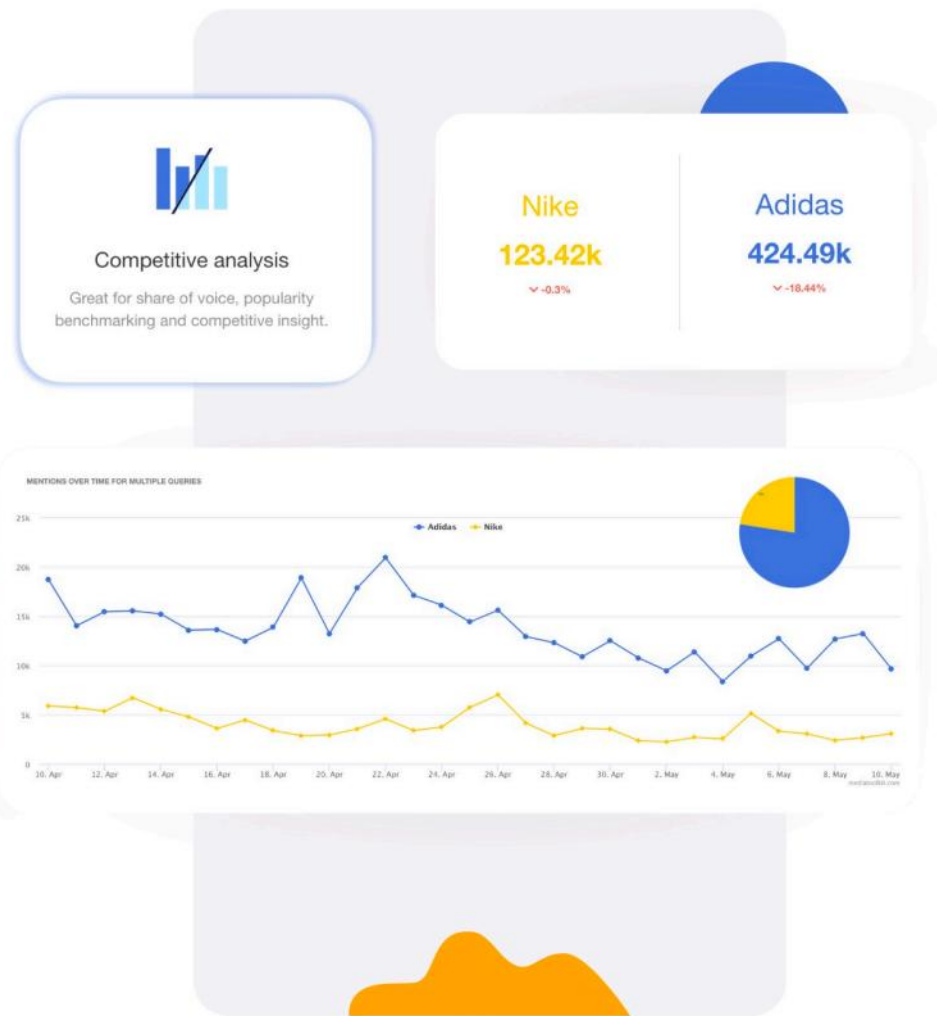 Competitive analysis
Great for share of voice, popularity
benchmarking and competitive insight.
Nike
123.42k
-0.3%
Adidas
424.49k
-18.44%
MENTIONS OVER TIME FOR MULTIPLE QUERIES
Adidas Nike
25k
20k
15k
10k
5k
0
10. Apr 12. Apr 14. Apr 16. Apr 18. Apr 20. Apr 22. Apr 24. Apr 26. Apr 28. Apr 30. Apr 2. May 4. May 6. May 8. May 10. May
mediatoolkit.com